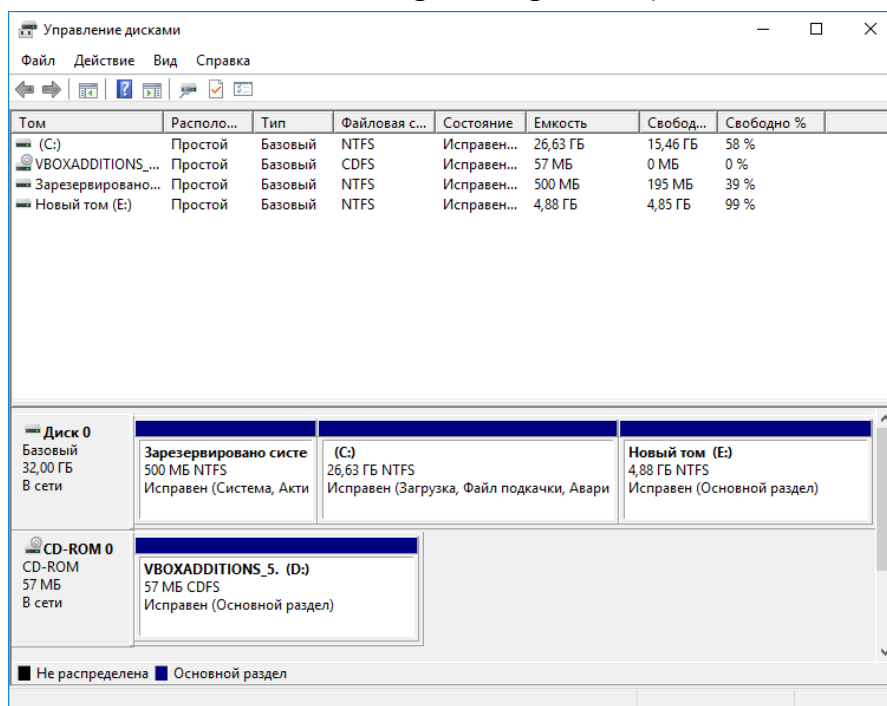 Управление дисками
Файл Действие Вид Справка
Том Располо... Тип Файловая с... Состояние Емкость Свобод... Свободно %
(C:) Простой Базовый NTFS Исправен... 26,63 ГБ 15,46 ГБ 58 %
VBOXADDITIONS_... Простой Базовый CDFS Исправен... 57 МБ 0 МБ 0 %
Зарезервировано... Простой Базовый NTFS Исправен... 500 МБ 195 МБ 39 %
Новый том (E:) Простой Базовый NTFS Исправен... 4,88 ГБ 4,85 ГБ 99 %
Диск 0
Базовый
32,00 ГБ
В сети
Зарезервировано систе
500 МБ NTFS
Исправен (Система, Акти
(C:)
26,63 ГБ NTFS
Исправен (Загрузка, Файл подкачки, Авари
Новый том (E:)
4,88 ГБ NTFS
Исправен (Основной раздел)
CD-ROM 0
CD-ROM
57 МБ
В сети
VBOXADDITIONS_5. (D:)
57 МБ CDFS
Исправен (Основной раздел)
Не распределена Основной раздел